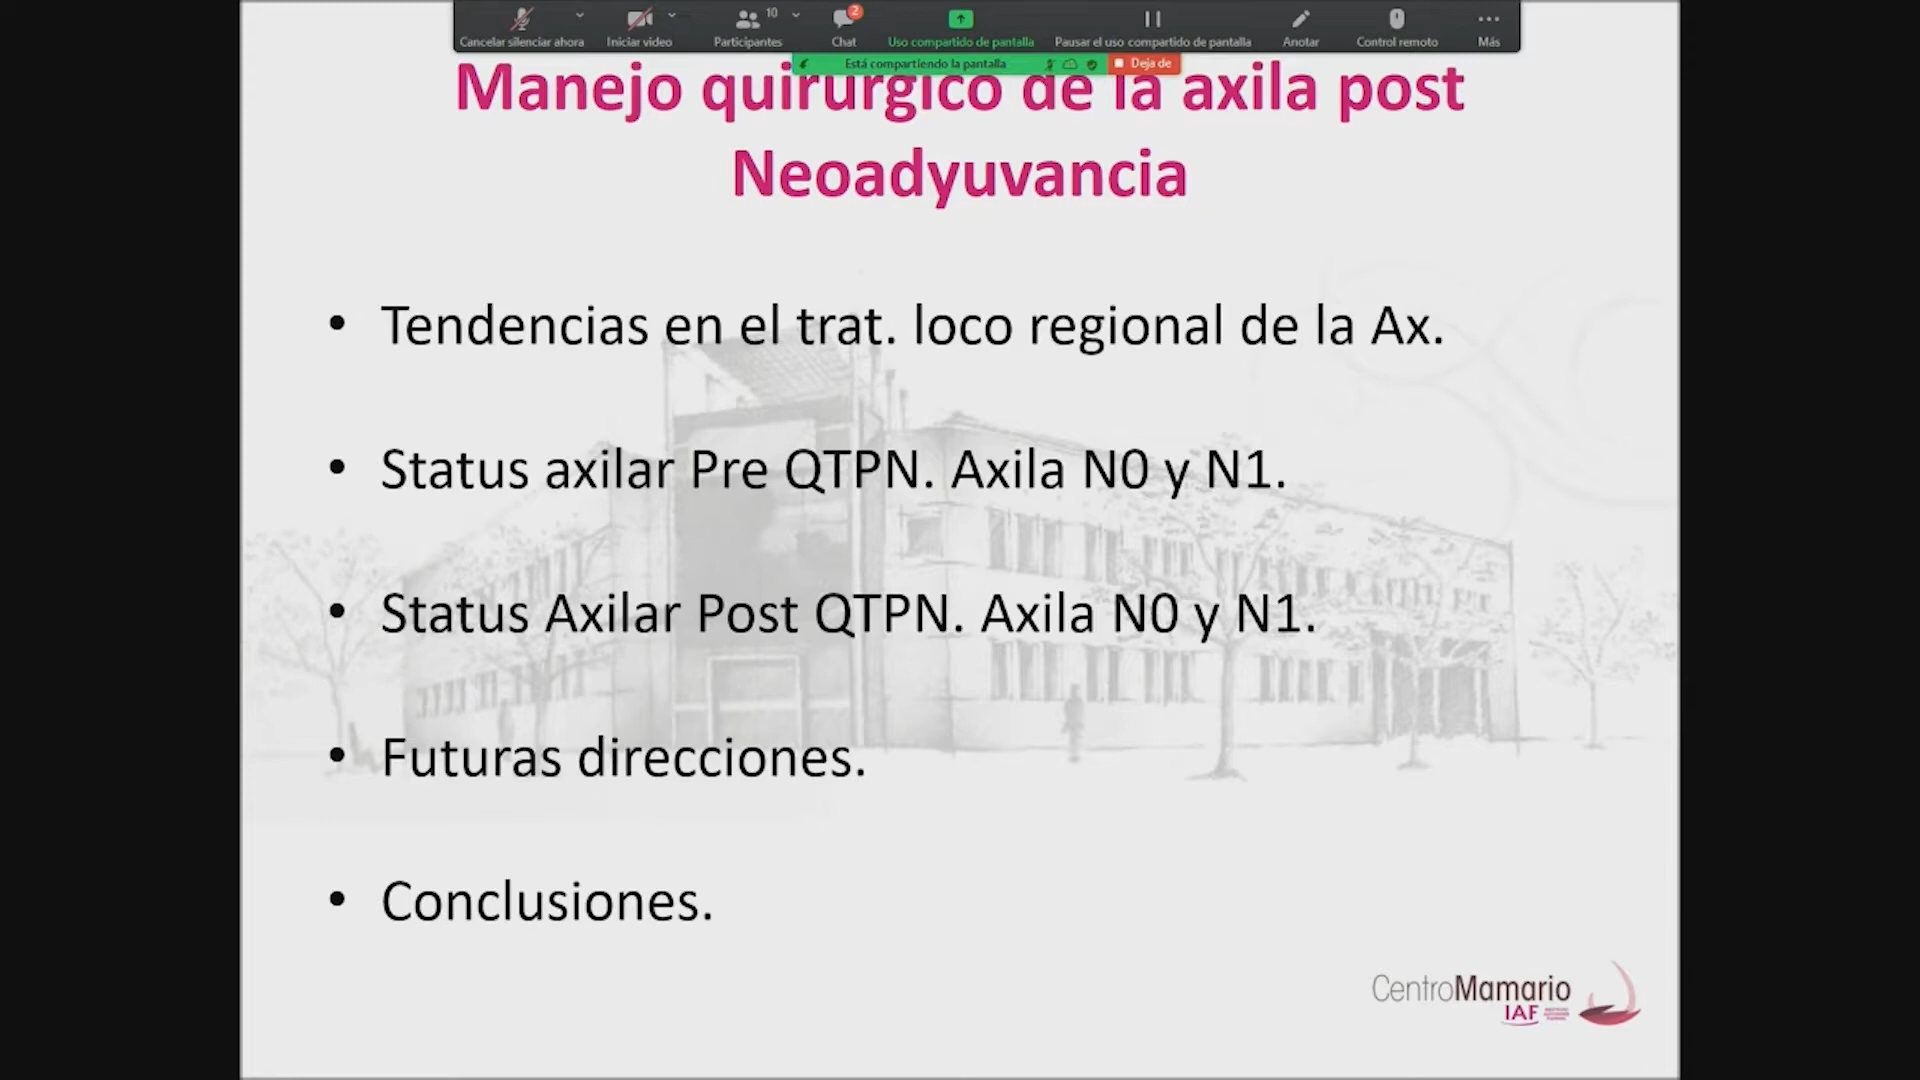 Cancelar silenciar ahora
Iniciar video
10
Participantes
2
Chat
Uso compartido de pantalla
Pausar el uso compartido de pantalla
Anotar
Control remoto
Más
Está compartiendo la pantalla
Deja de
Manejo quirúrgico de la axila post
Neoadyuvancia
• Tendencias en el trat. loco regional de la Ax.
• Status axilar Pre QTPN. Axila N0 y N1.
• Status Axilar Post QTPN. Axila N0 y N1.
• Futuras direcciones.
• Conclusiones.
CentroMamario
IAF